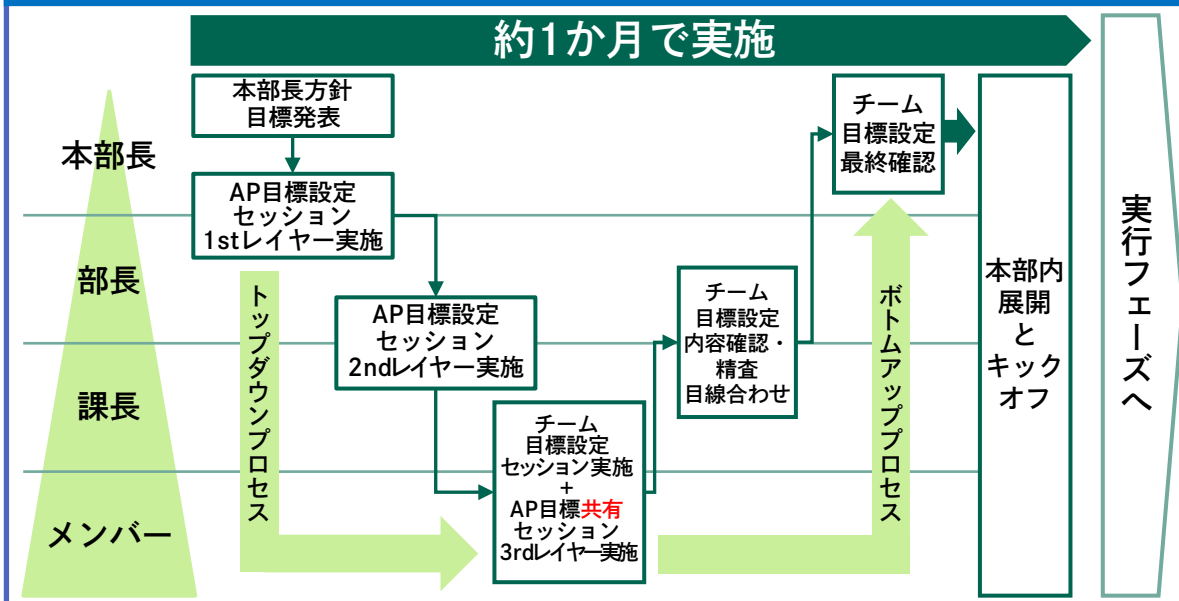 約1か月で実施
本部長方針
目標発表
本部長
AP目標設定
セッション
1stレイヤー実施
部長
トップダウンプロセス
AP目標設定
セッション
2ndレイヤー実施
課長
チーム
目標設定
セッション実施
+
AP目標共有
セッション
3rdレイヤー実施
メンバー
チーム
目標設定
内容確認・
精査
目線合わせ
ボトムアッププロセス
チーム
目標設定
最終確認
本部内
展開
と
キック
オフ
実行フェーズへ